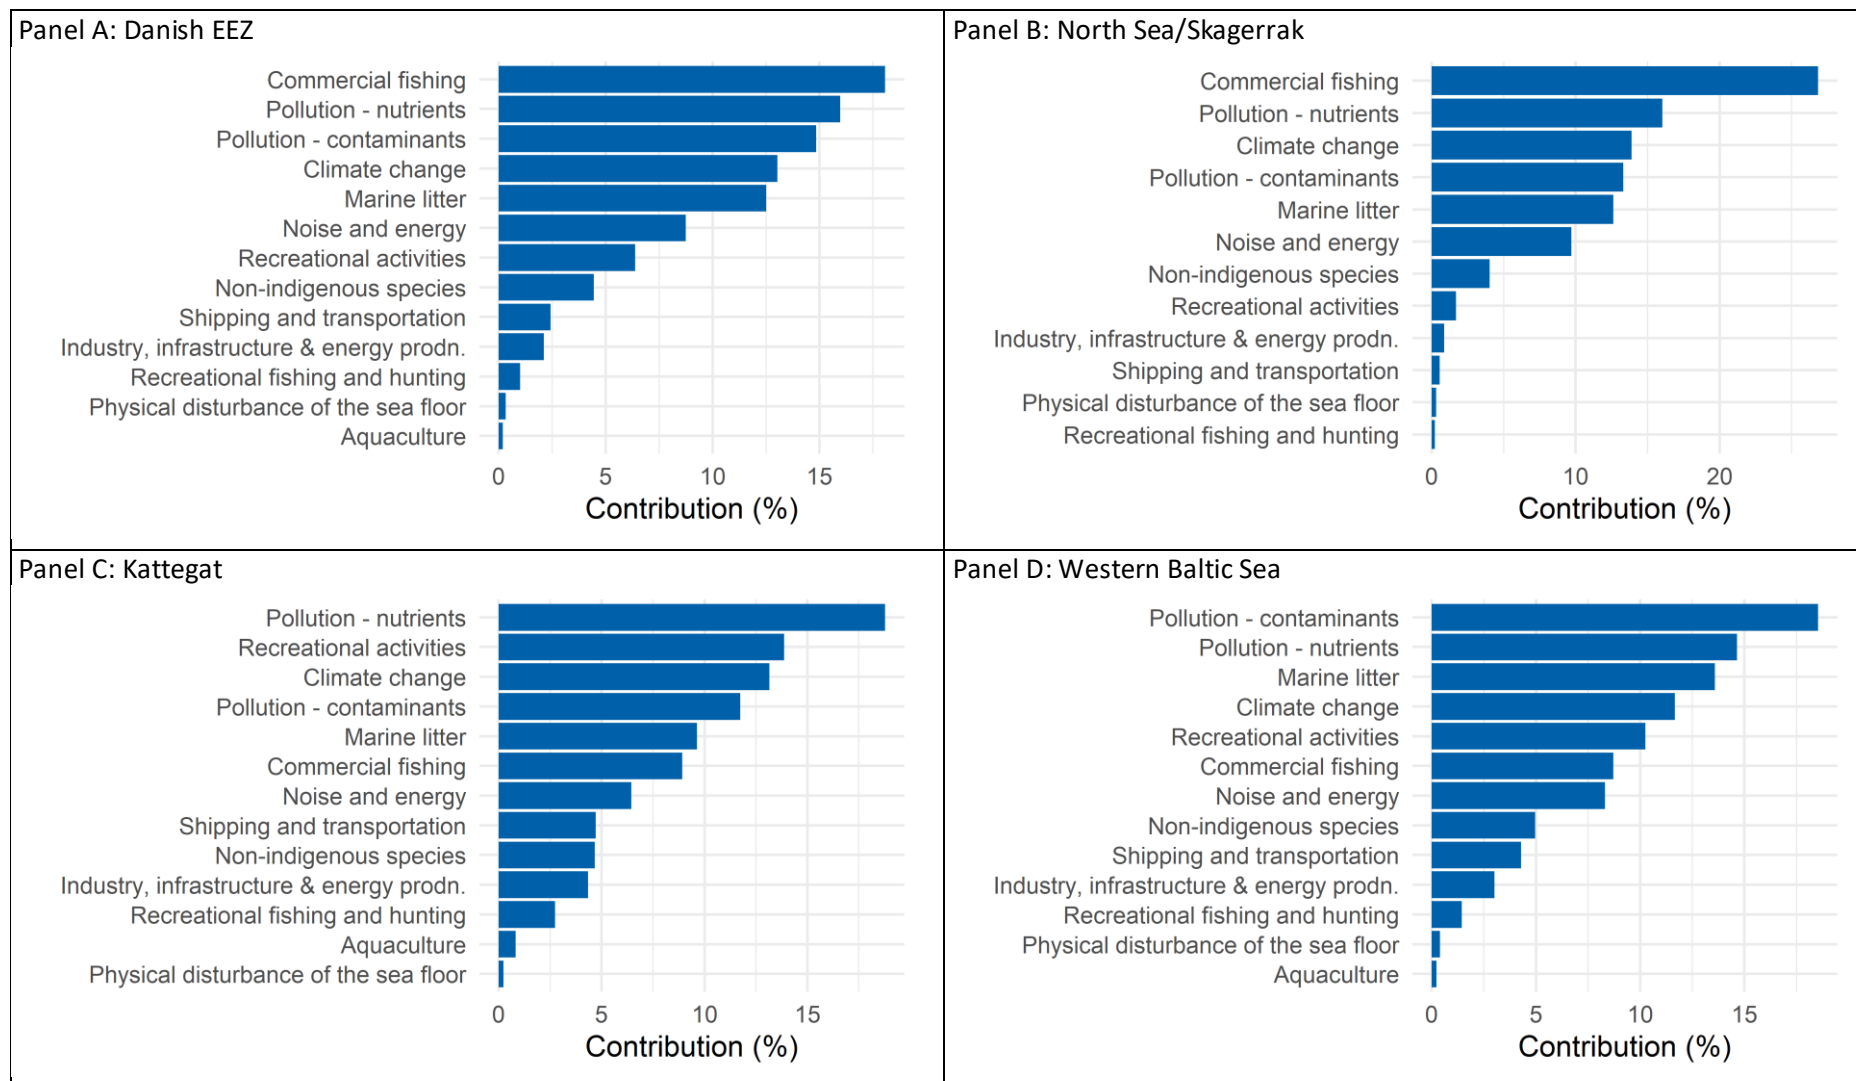 Panel A: Danish EEZ
Commercial fishing
Pollution - nutrients
Pollution - contaminants
Climate change
Marine litter
Noise and energy
Recreational activities
Non-indigenous species
Shipping and transportation
Industry, infrastructure & energy prodn.
Recreational fishing and hunting
Physical disturbance of the sea floor
Aquaculture
0 5 10 15
Contribution (%)
Panel B: North Sea/Skagerrak
Commercial fishing
Pollution - nutrients
Climate change
Pollution - contaminants
Marine litter
Noise and energy
Non-indigenous species
Recreational activities
Industry, infrastructure & energy prodn.
Shipping and transportation
Physical disturbance of the sea floor
Recreational fishing and hunting
0 10 20
Contribution (%)
Panel C: Kattegat
Pollution - nutrients
Recreational activities
Climate change
Pollution - contaminants
Marine litter
Commercial fishing
Noise and energy
Shipping and transportation
Non-indigenous species
Industry, infrastructure & energy prodn.
Recreational fishing and hunting
Aquaculture
Physical disturbance of the sea floor
0 5 10 15
Contribution (%)
Panel D: Western Baltic Sea
Pollution - contaminants
Pollution - nutrients
Marine litter
Climate change
Recreational activities
Commercial fishing
Noise and energy
Non-indigenous species
Shipping and transportation
Industry, infrastructure & energy prodn.
Recreational fishing and hunting
Physical disturbance of the sea floor
Aquaculture
0 5 10 15
Contribution (%)